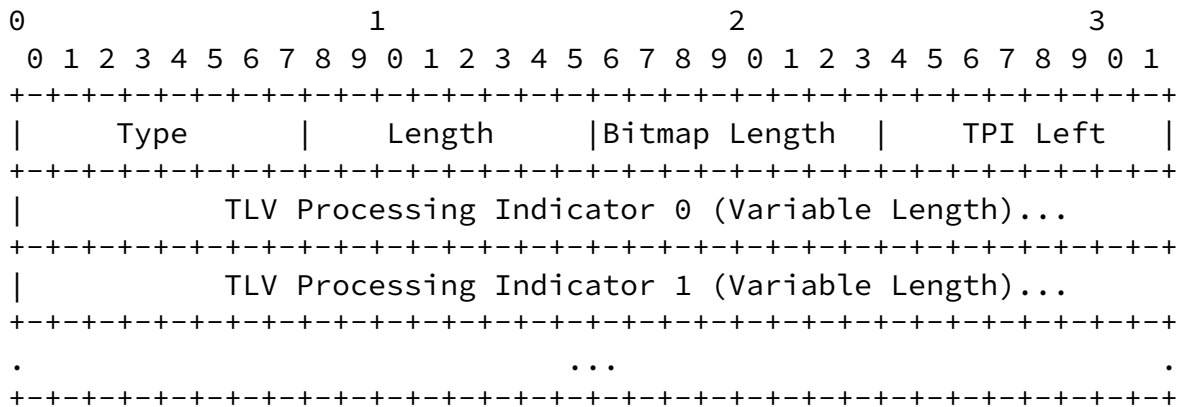 0                   1                   2                   3
 0 1 2 3 4 5 6 7 8 9 0 1 2 3 4 5 6 7 8 9 0 1 2 3 4 5 6 7 8 9 0 1
+-+-+-+-+-+-+-+-+-+-+-+-+-+-+-+-+-+-+-+-+-+-+-+-+-+-+-+-+-+-+-+-+
|     Type      |    Length     |Bitmap Length  |    TPI Left   |
+-+-+-+-+-+-+-+-+-+-+-+-+-+-+-+-+-+-+-+-+-+-+-+-+-+-+-+-+-+-+-+-+
|           TLV Processing Indicator 0 (Variable Length)...
+-+-+-+-+-+-+-+-+-+-+-+-+-+-+-+-+-+-+-+-+-+-+-+-+-+-+-+-+-+-+-+-+
|           TLV Processing Indicator 1 (Variable Length)...
+-+-+-+-+-+-+-+-+-+-+-+-+-+-+-+-+-+-+-+-+-+-+-+-+-+-+-+-+-+-+-+-+
.                              ...                              .
+-+-+-+-+-+-+-+-+-+-+-+-+-+-+-+-+-+-+-+-+-+-+-+-+-+-+-+-+-+-+-+-+